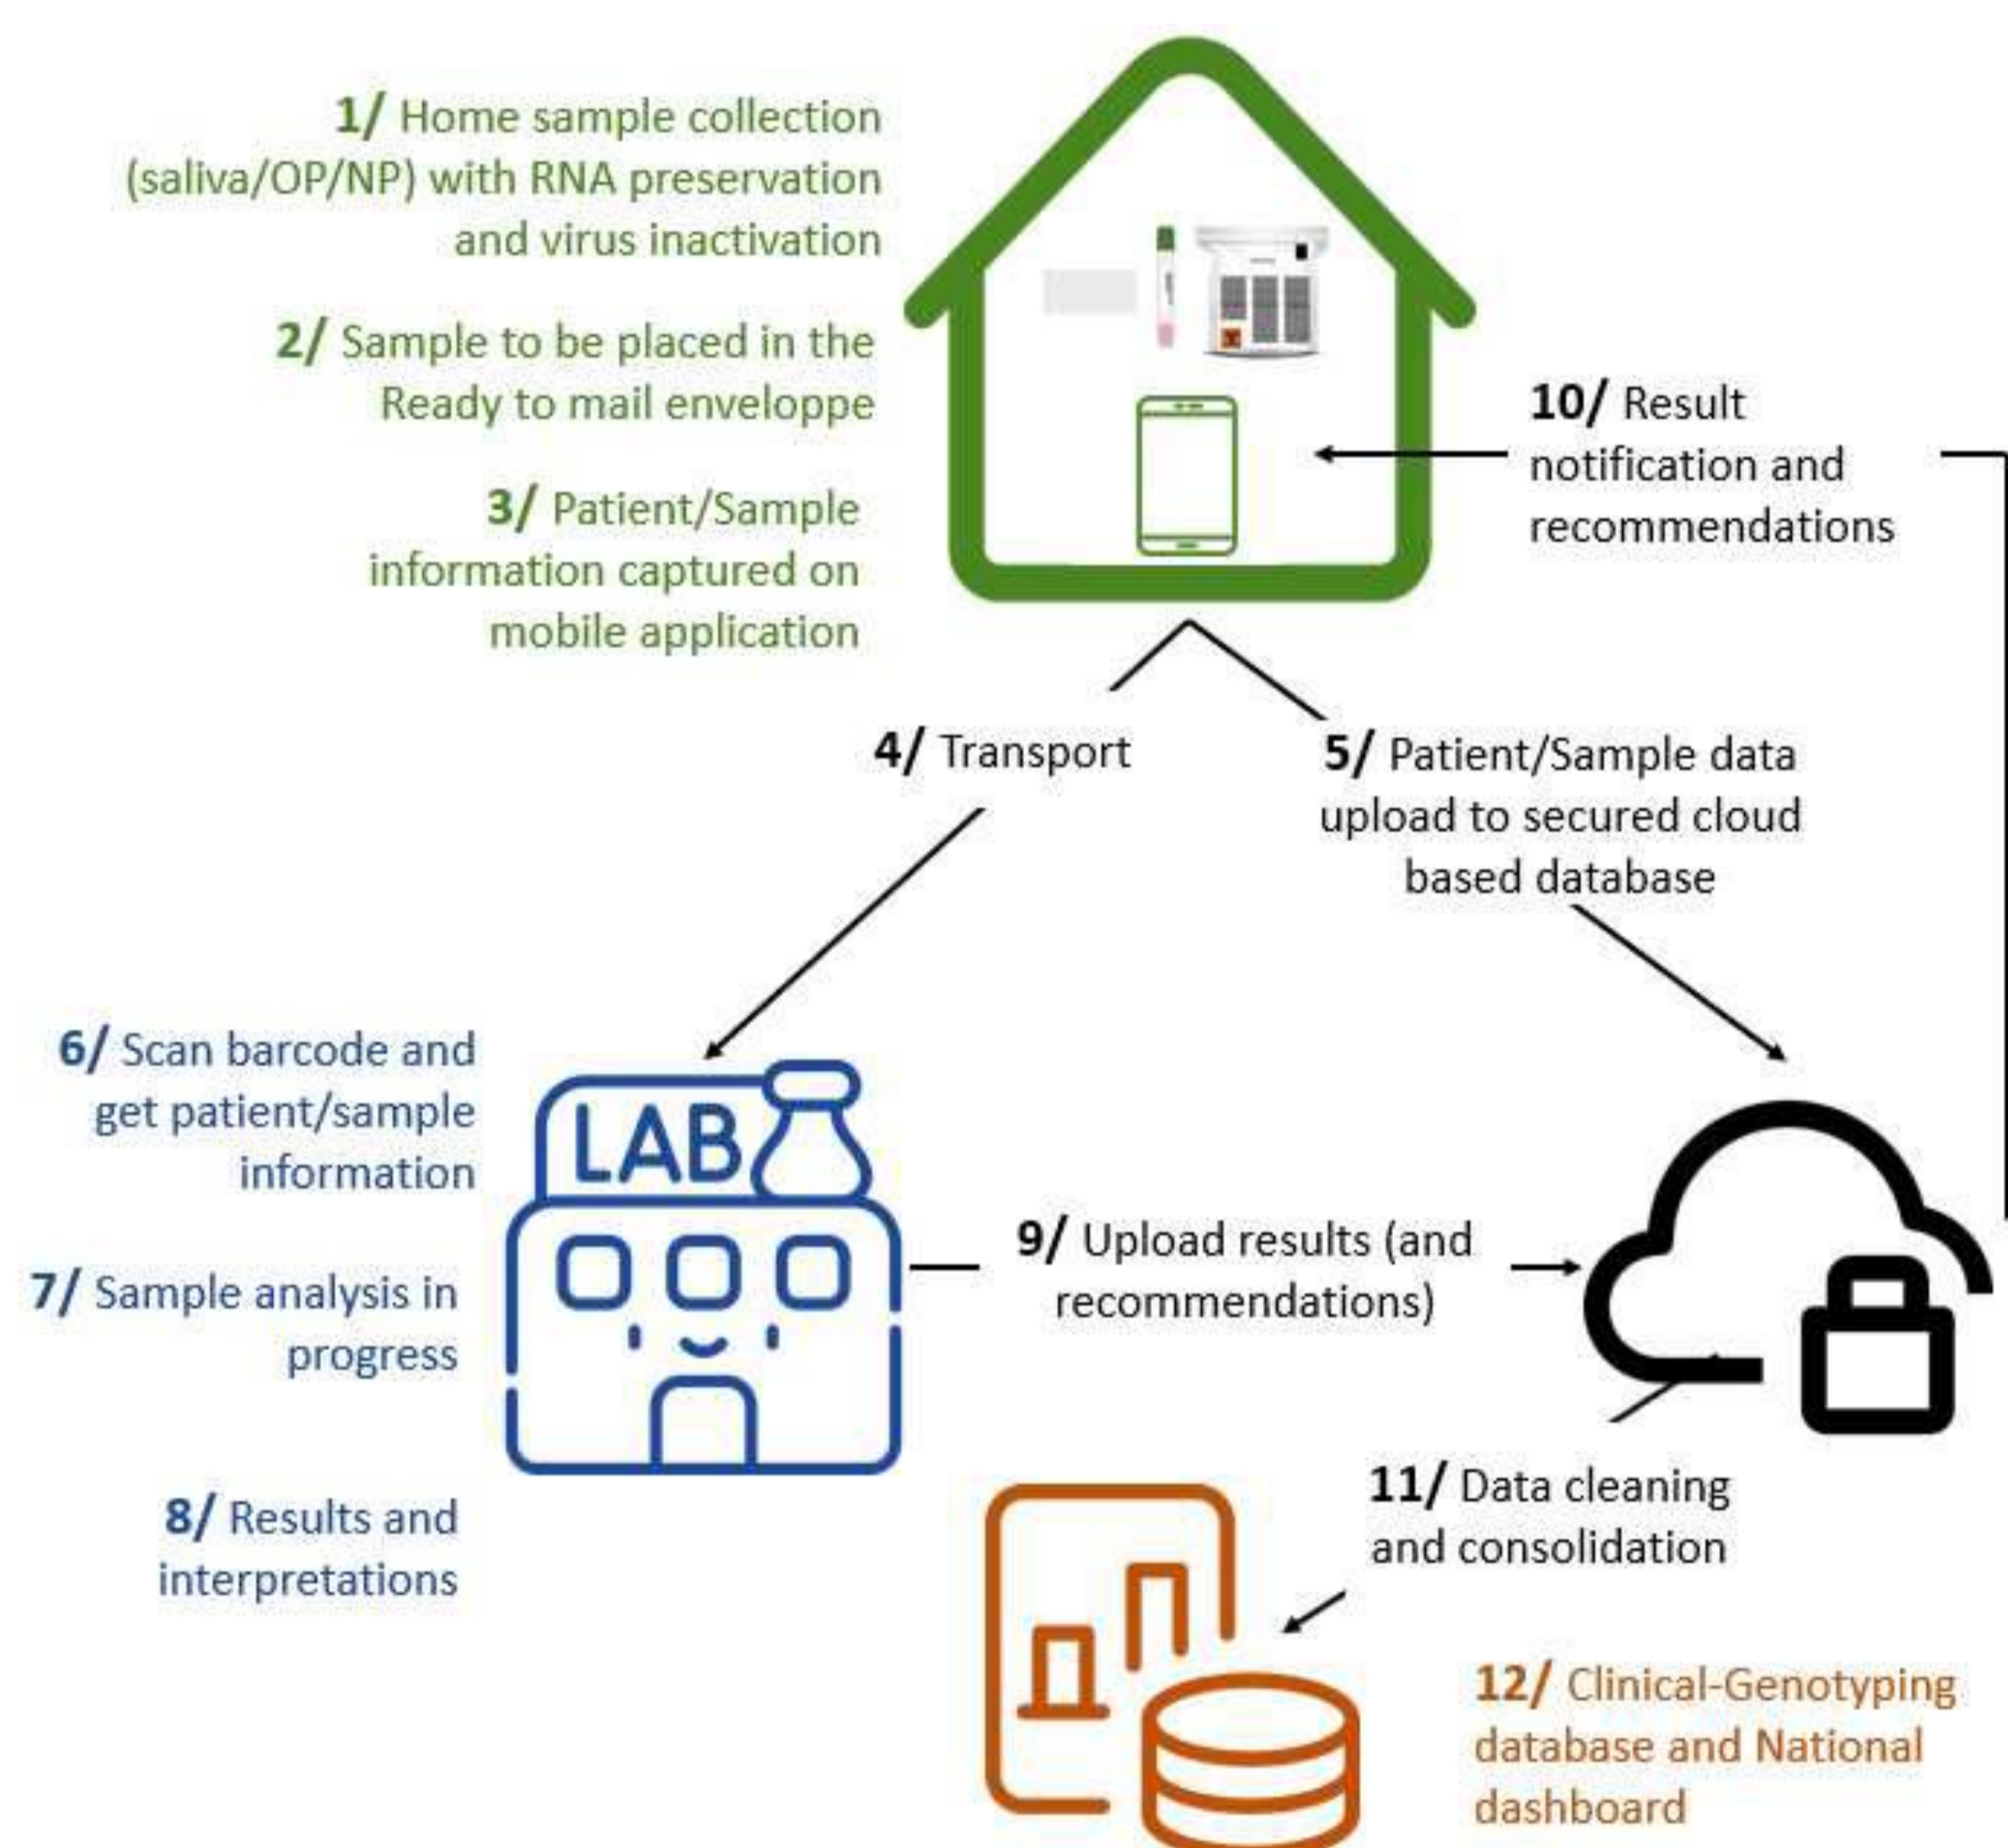 1/ Home sample collection
(saliva/OP/NP) with RNA preservation
and virus inactivation
2/ Sample to be placed in the
Ready to mail enveloppe
3/ Patient/Sample
information captured on
mobile application
10/ Result
notification and
recommendations
4/ Transport
5/ Patient/Sample data
upload to secured cloud
based database
6/ Scan barcode and
get patient/sample
information
7/ Sample analysis in
progress
8/ Results and
interpretations
LAB
9/ Upload results (and
recommendations)
11/ Data cleaning
and consolidation
12/ Clinical-Genotyping
database and National
dashboard